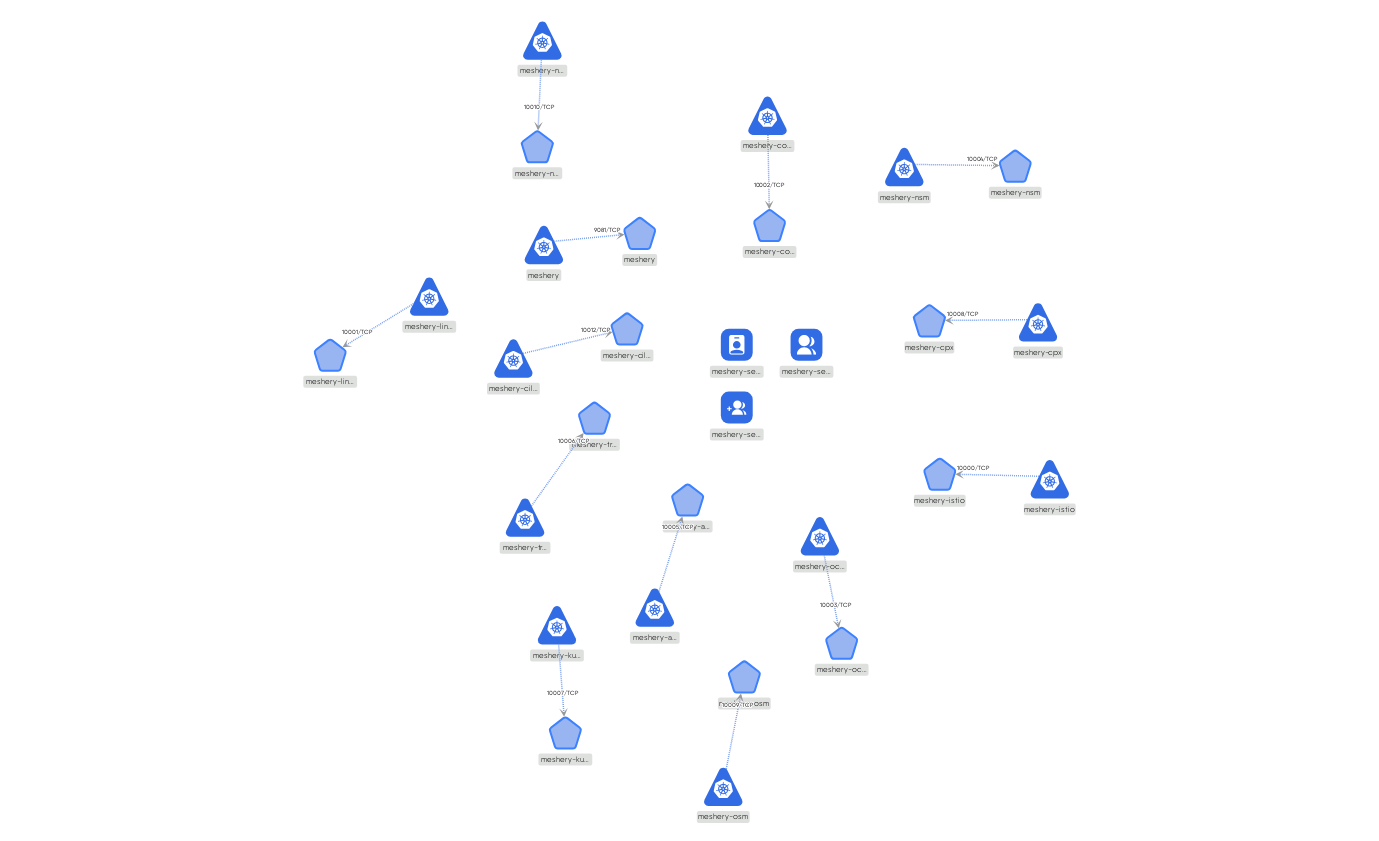 meshery-n...
10010/TCP
meshery-n...
meshery-co...
10002/TCP
meshery-co...
meshery-nsm
10004/TCP
meshery-nsm
meshery
9081/TCP
meshery
meshery-lin...
10001/TCP
meshery-lin...
meshery-cil...
10012/TCP
meshery-cil...
meshery-se...
meshery-se...
meshery-se...
meshery-cpx
10008/TCP
meshery-cpx
meshery-tr...
10006/TCP
meshery-tr...
meshery-istio
10000/TCP
meshery-istio
10005/TCP
meshery-a...
meshery-oc...
10003/TCP
meshery-oc...
meshery-ku...
10007/TCP
meshery-ku...
10009/TCP
meshery-osm